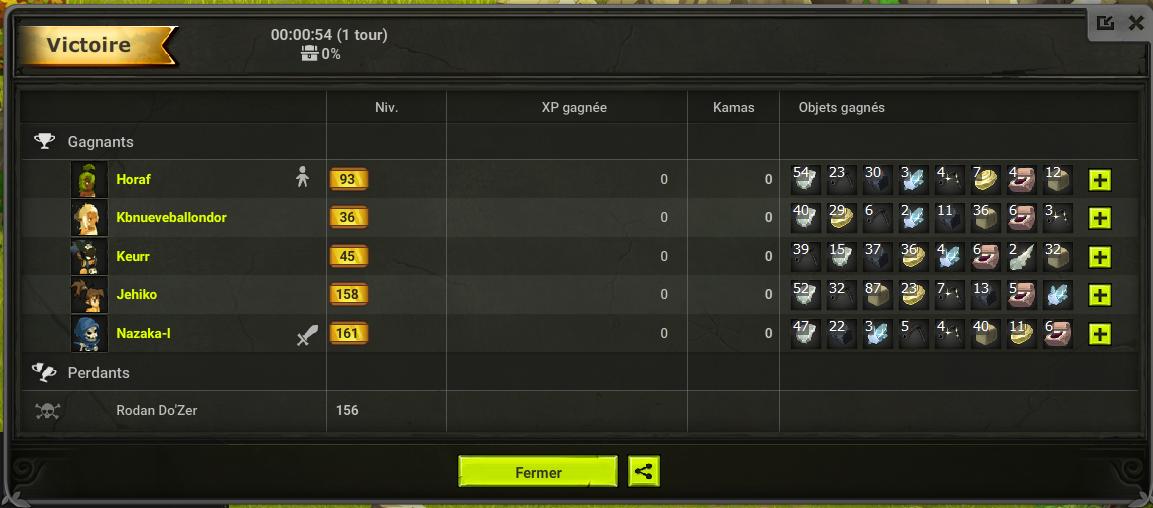 Victoire
00:00:54 (1 tour)
0%
Niv. XP gagnée Kamas Objets gagnés
Gagnants
Horaf 93 0 0 54 23 30 3 4 7 4 12
Kbnueveballondor 36 0 0 40 29 6 2 11 36 6 3
Keurr 45 0 0 39 15 37 36 4 6 2 32
Jehiko 158 0 0 52 32 87 23 7 13 5
Nazaka-I 161 0 0 47 22 3 5 4 40 11 6
Perdants
Rodan Do'Zer 156
Fermer